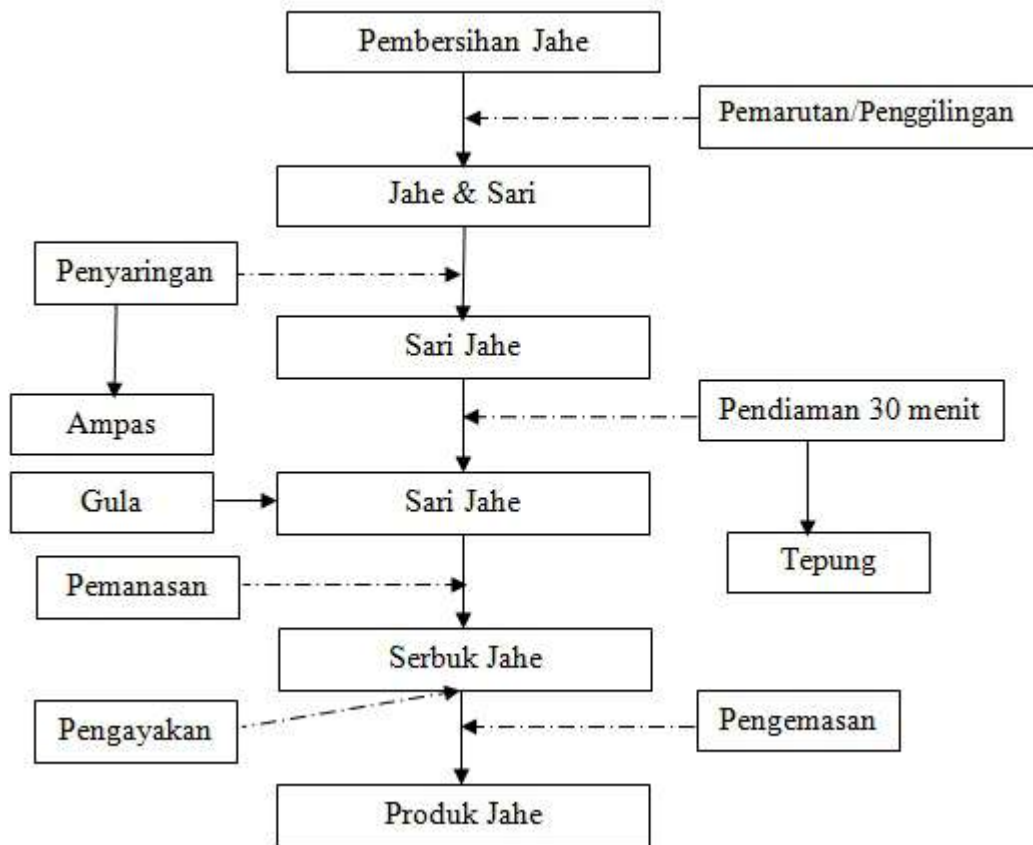 Pembersihan Jahe
Pemarutan/Penggilingan
Jahe & Sari
Penyaringan
Sari Jahe
Ampas
Pendiaman 30 menit
Gula
Sari Jahe
Tepung
Pemanasan
Serbuk Jahe
Pengayakan
Pengemasan
Produk Jahe